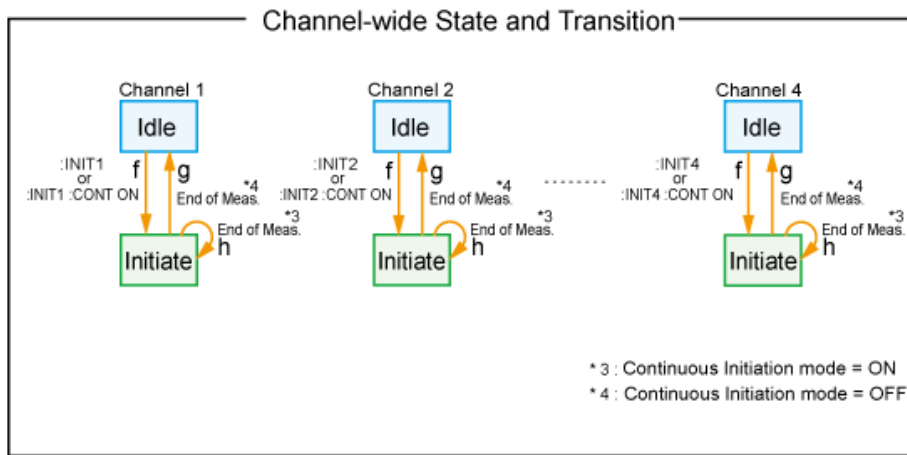 Channel-wide State and Transition
Channel 1
Idle
:INIT1
or
:INIT1 :CONT ON
f
g
*4
End of Meas.
*3
End of Meas.
h
Initiate
Channel 2
Idle
:INIT2
or
:INIT2 :CONT ON
f
g
*4
End of Meas.
*3
End of Meas.
h
Initiate
Channel 4
Idle
:INIT4
or
:INIT4 :CONT ON
f
g
*4
End of Meas.
*3
End of Meas.
h
Initiate
* 3 : Continuous Initiation mode = ON
* 4 : Continuous Initiation mode = OFF